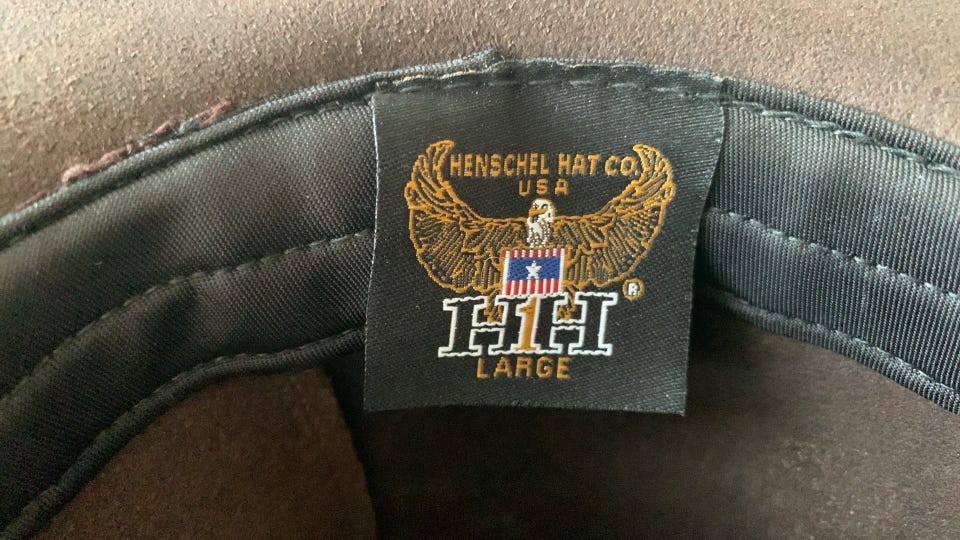 HENSCHEL HAT CO.
USA
®
H1H
LARGE